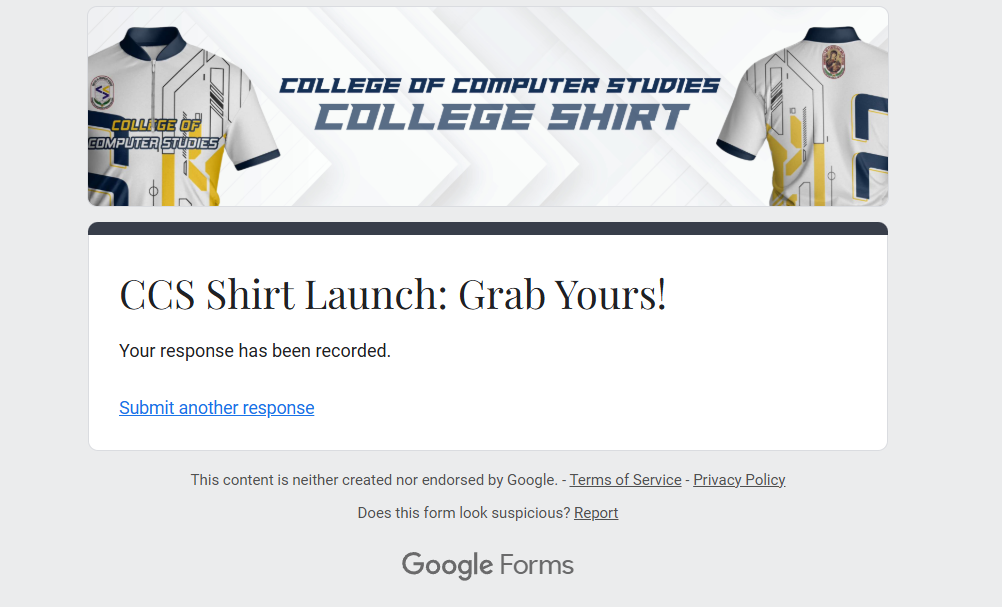 COLLEGE OF COMPUTER STUDIES
COLLEGE SHIRT
COLLEGE OF
COMPUTER STUDIES
CCS Shirt Launch: Grab Yours!
Your response has been recorded.
Submit another response
This content is neither created nor endorsed by Google. - Terms of Service - Privacy Policy
Does this form look suspicious? Report
Google Forms